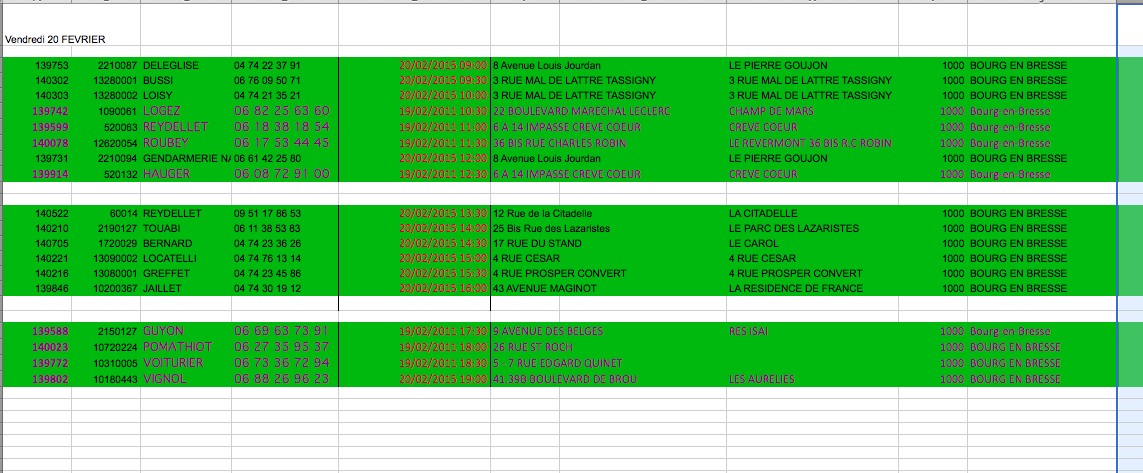 Vendredi 20 FEVRIER
139753 2210087 DELEGLISE 04 74 22 37 91 20/02/2015 09:00 8 Avenue Louis Jourdan LE PIERRE GOUJON 1000 BOURG EN BRESSE
140302 13280001 BUSSI 06 76 09 50 71 20/02/2015 09:30 3 RUE MAL DE LATTRE TASSIGNY 3 RUE MAL DE LATTRE TASSIGNY 1000 BOURG EN BRESSE
140303 13280002 LOISY 04 74 21 35 21 20/02/2015 10:00 3 RUE MAL DE LATTRE TASSIGNY 3 RUE MAL DE LATTRE TASSIGNY 1000 BOURG EN BRESSE
139742 1090061 LOGEZ 06 82 25 63 60 19/02/2011 10:30 22 BOULEVARD MARECHAL LECLERC CHAMP DE MARS 1000 Bourg-en-Bresse
139599 520063 REYDELLET 06 18 38 18 54 19/02/2011 11:00 6 A 14 IMPASSE CREVE COEUR CREVE COEUR 1000 Bourg-en-Bresse
140078 12620054 ROUBEY 06 17 53 44 45 19/02/2011 11:30 36 BIS RUE CHARLES ROBIN LE REVERMONT 36 BIS R C ROBIN 1000 Bourg-en-Bresse
139731 2210094 GENDARMERIE N/ 06 61 42 25 80 20/02/2015 12:00 8 Avenue Louis Jourdan LE PIERRE GOUJON 1000 BOURG EN BRESSE
139914 520132 HAUGER 06 08 72 91 00 19/02/2011 12:30 6 A 14 IMPASSE CREVE COEUR CREVE COEUR 1000 Bourg-en-Bresse
140522 60014 REYDELLET 09 51 17 86 53 20/02/2015 13:30 12 Rue de la Citadelle LA CITADELLE 1000 BOURG EN BRESSE
140210 2190127 TOUABI 06 11 38 53 83 20/02/2015 14:00 25 Bis Rue des Lazaristes LE PARC DES LAZARISTES 1000 BOURG EN BRESSE
140705 1720029 BERNARD 04 74 23 36 26 20/02/2015 14:30 17 RUE DU STAND LE CAROL 1000 BOURG EN BRESSE
140221 13090002 LOCATELLI 04 74 76 13 14 20/02/2015 15:00 4 RUE CESAR 4 RUE CESAR 1000 BOURG EN BRESSE
140216 13080001 GREFFET 04 74 23 45 86 20/02/2015 15:30 4 RUE PROSPER CONVERT 4 RUE PROSPER CONVERT 1000 BOURG EN BRESSE
139846 10200367 JAILLET 04 74 30 19 12 20/02/2015 16:00 43 AVENUE MAGINOT LA RESIDENCE DE FRANCE 1000 BOURG EN BRESSE
139588 2150127 GUYON 06 69 63 73 91 19/02/2011 17:30 9 AVENUE DES BELGES RES ISAI 1000 Bourg-en-Bresse
140023 10720224 POMATHIOT 06 27 35 95 37 19/02/2011 18:00 26 RUE ST ROCH 1000 BOURG EN BRESSE
139772 10310005 VOITURIER 06 73 36 72 94 19/02/2011 18:30 5 - 7 RUE EDGARD QUINET 1000 BOURG EN BRESSE
139802 10180443 VIGNOL 06 88 26 96 23 20/02/2015 19:00 41,39B BOULEVARD DE BROU LES AURELIES 1000 BOURG EN BRESSE